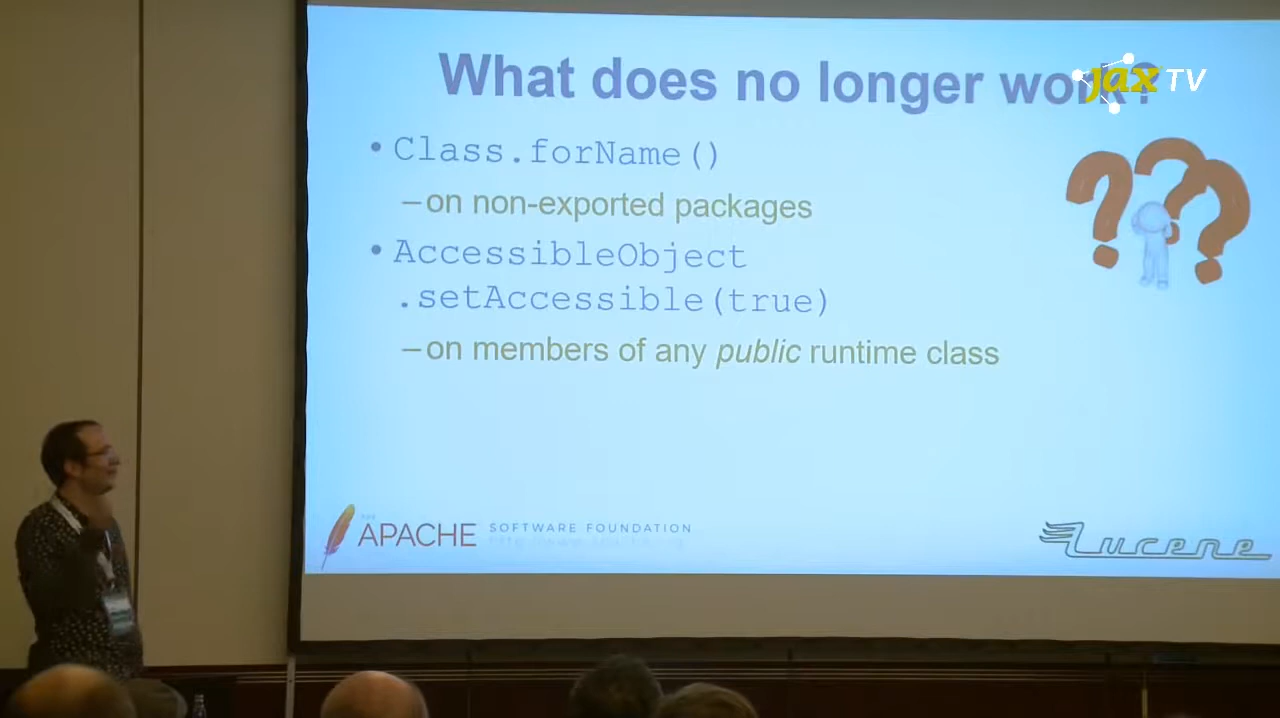 What does no longer work?
jax TV
• Class.forName()
– on non-exported packages
• AccessibleObject
.setAccessible(true)
– on members of any public runtime class
THE
APACHE SOFTWARE FOUNDATION
Lucene